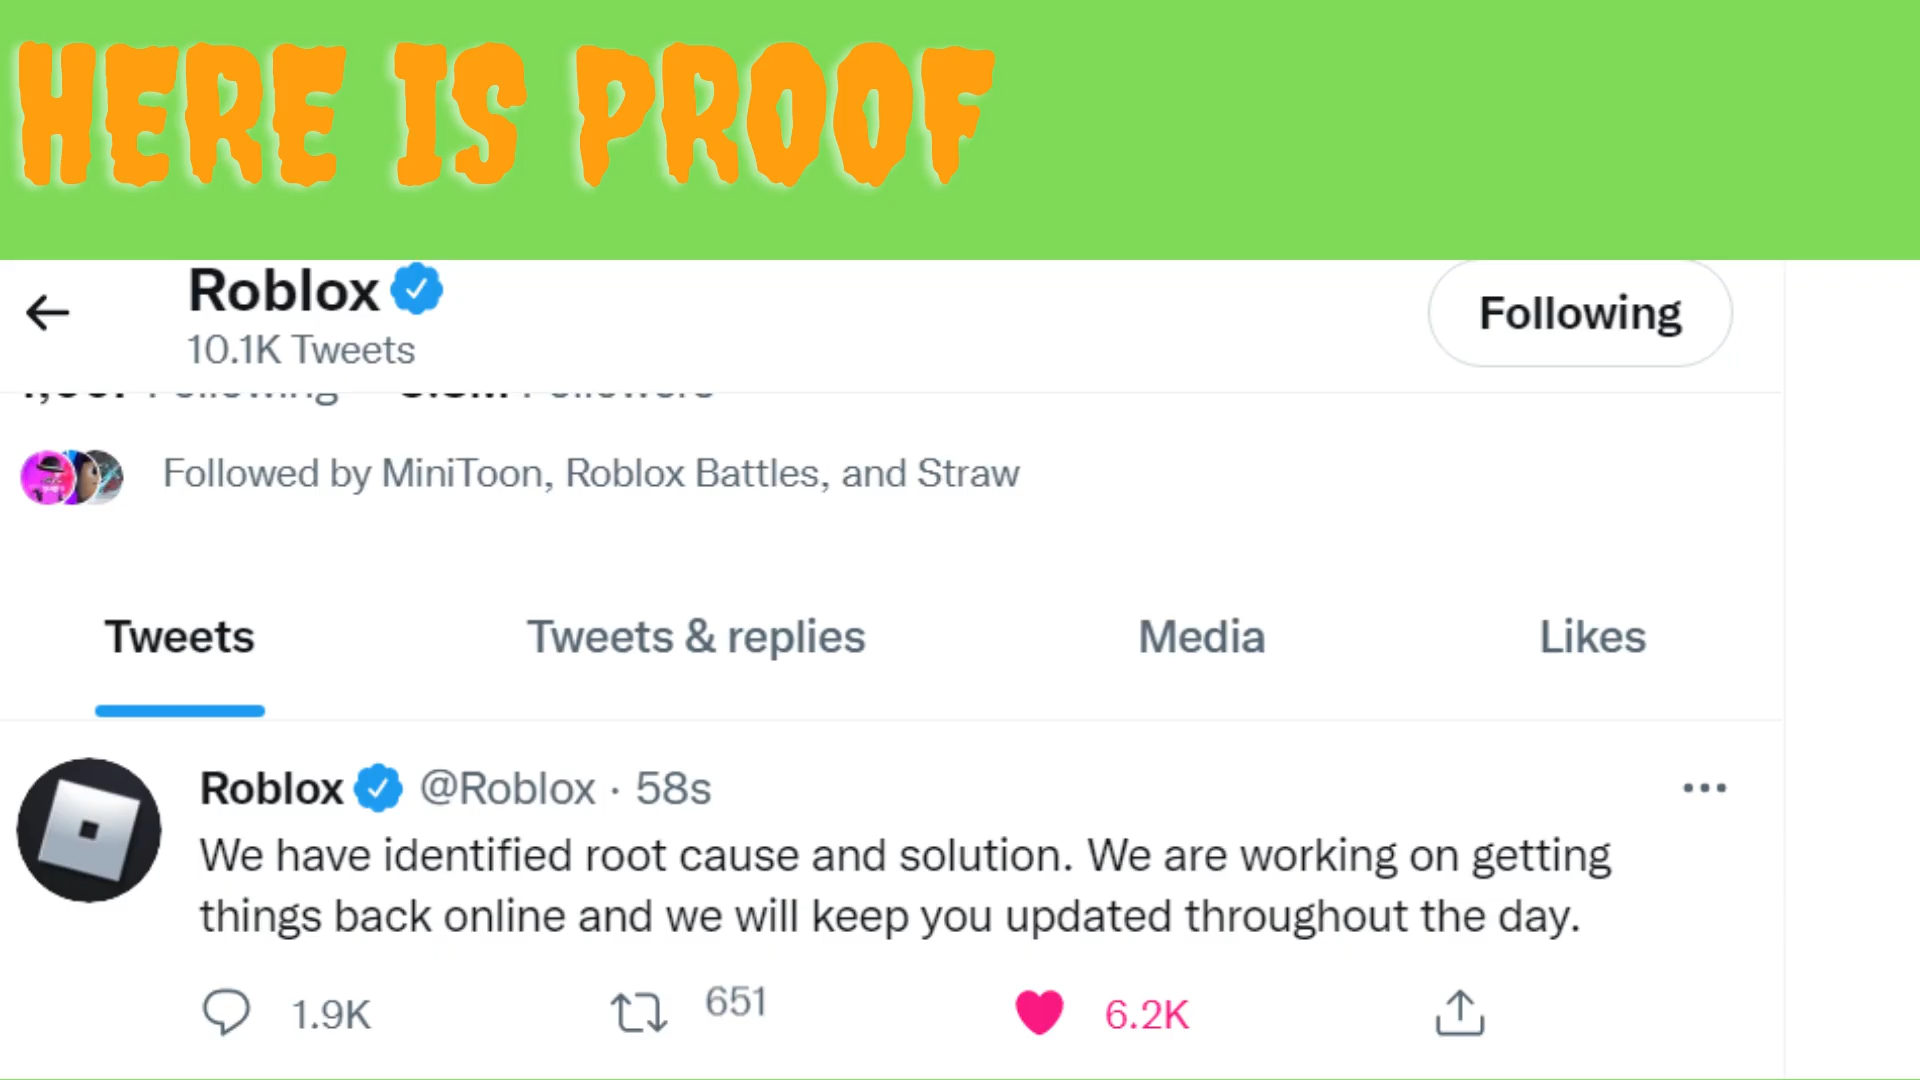 HERE IS PROOF
Roblox
10.1K Tweets
Following
Following Followers
Followed by MiniToon, Roblox Battles, and Straw
Tweets Tweets & replies Media Likes
Roblox @Roblox · 58s
We have identified root cause and solution. We are working on getting
things back online and we will keep you updated throughout the day.
1.9K 651 6.2K